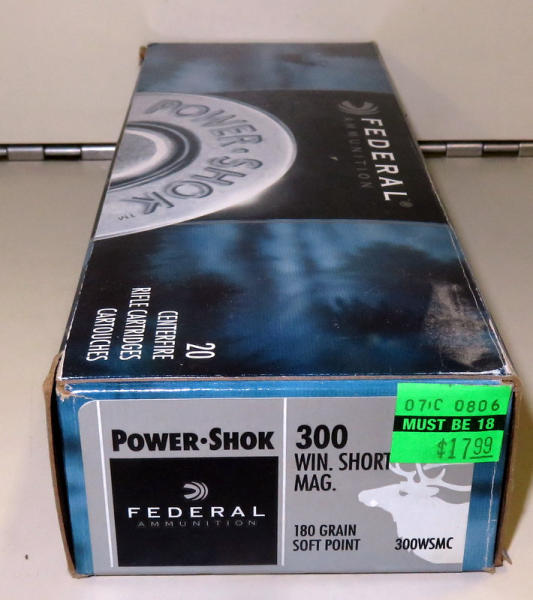 POWER·SHOK
™
FEDERAL®
AMMUNITION
20
CENTERFIRE
RIFLE CARTRIDGES
CARTOUCHES
POWER·SHOK
FEDERAL
AMMUNITION
300
WIN. SHORT
MAG.
180 GRAIN
SOFT POINT
300WSMC
07/C 0806
MUST BE 18
$17.99